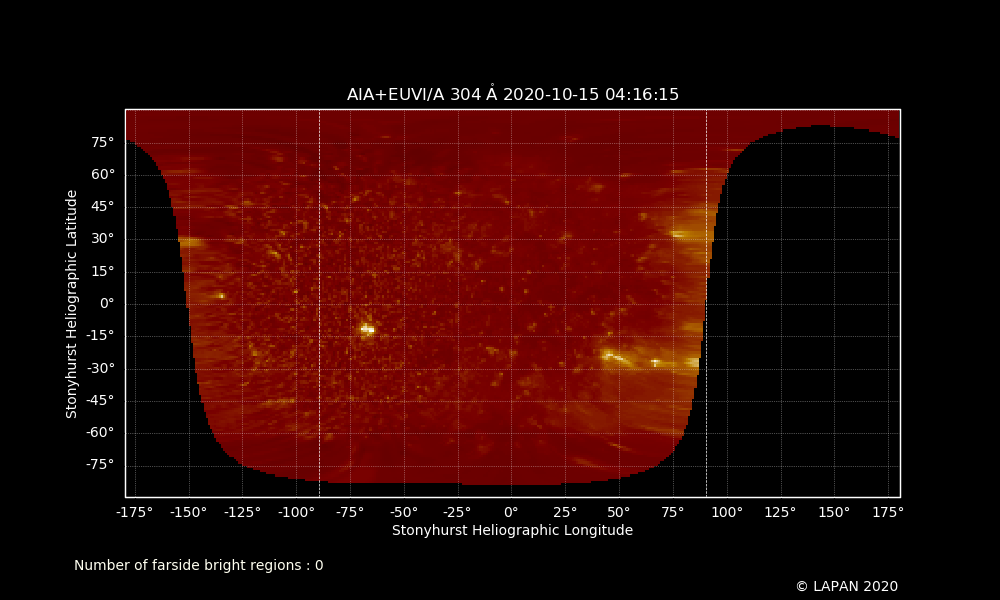 AIA+EUVI/A 304 Å 2020-10-15 04:16:15
75°
60°
45°
30°
15°
0°
-15°
-30°
-45°
-60°
-75°
Stonyhurst Heliographic Latitude
-175° -150° -125° -100° -75° -50° -25° 0° 25° 50° 75° 100° 125° 150° 175°
Stonyhurst Heliographic Longitude
Number of farside bright regions : 0
© LAPAN 2020